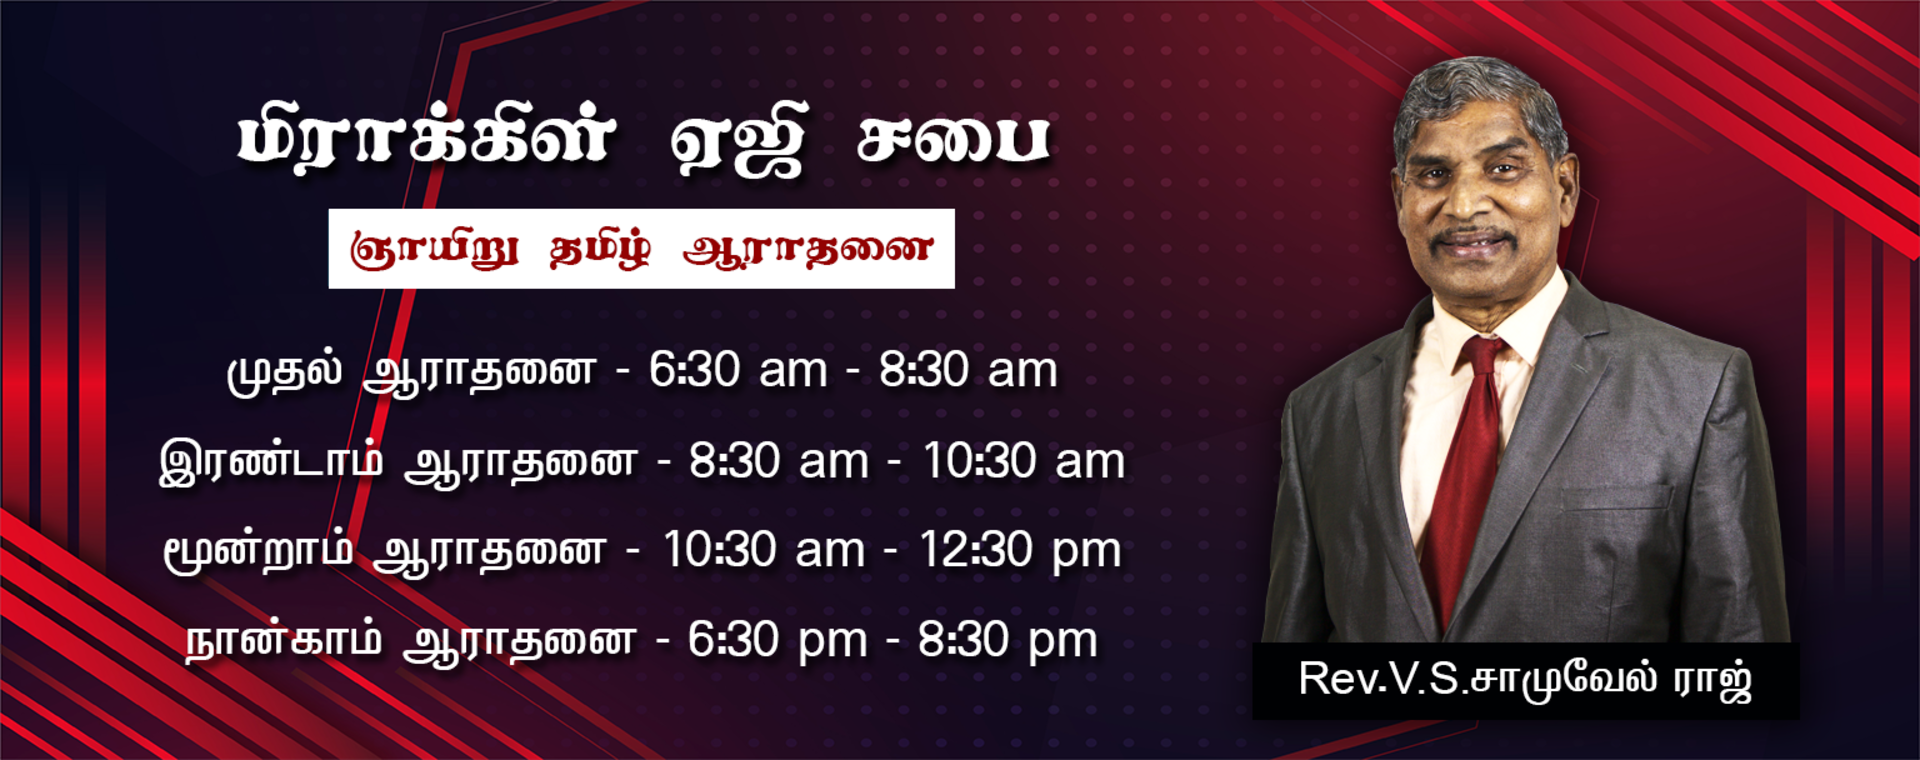 மிராக்கிள் ஏஜி சபை
ஞாயிறு தமிழ் ஆராதனை
முதல் ஆராதனை - 6:30 am - 8:30 am
இரண்டாம் ஆராதனை - 8:30 am - 10:30 am
மூன்றாம் ஆராதனை - 10:30 am - 12:30 pm
நான்காம் ஆராதனை - 6:30 pm - 8:30 pm
Rev.V.S.சாமுவேல் ராஜ்